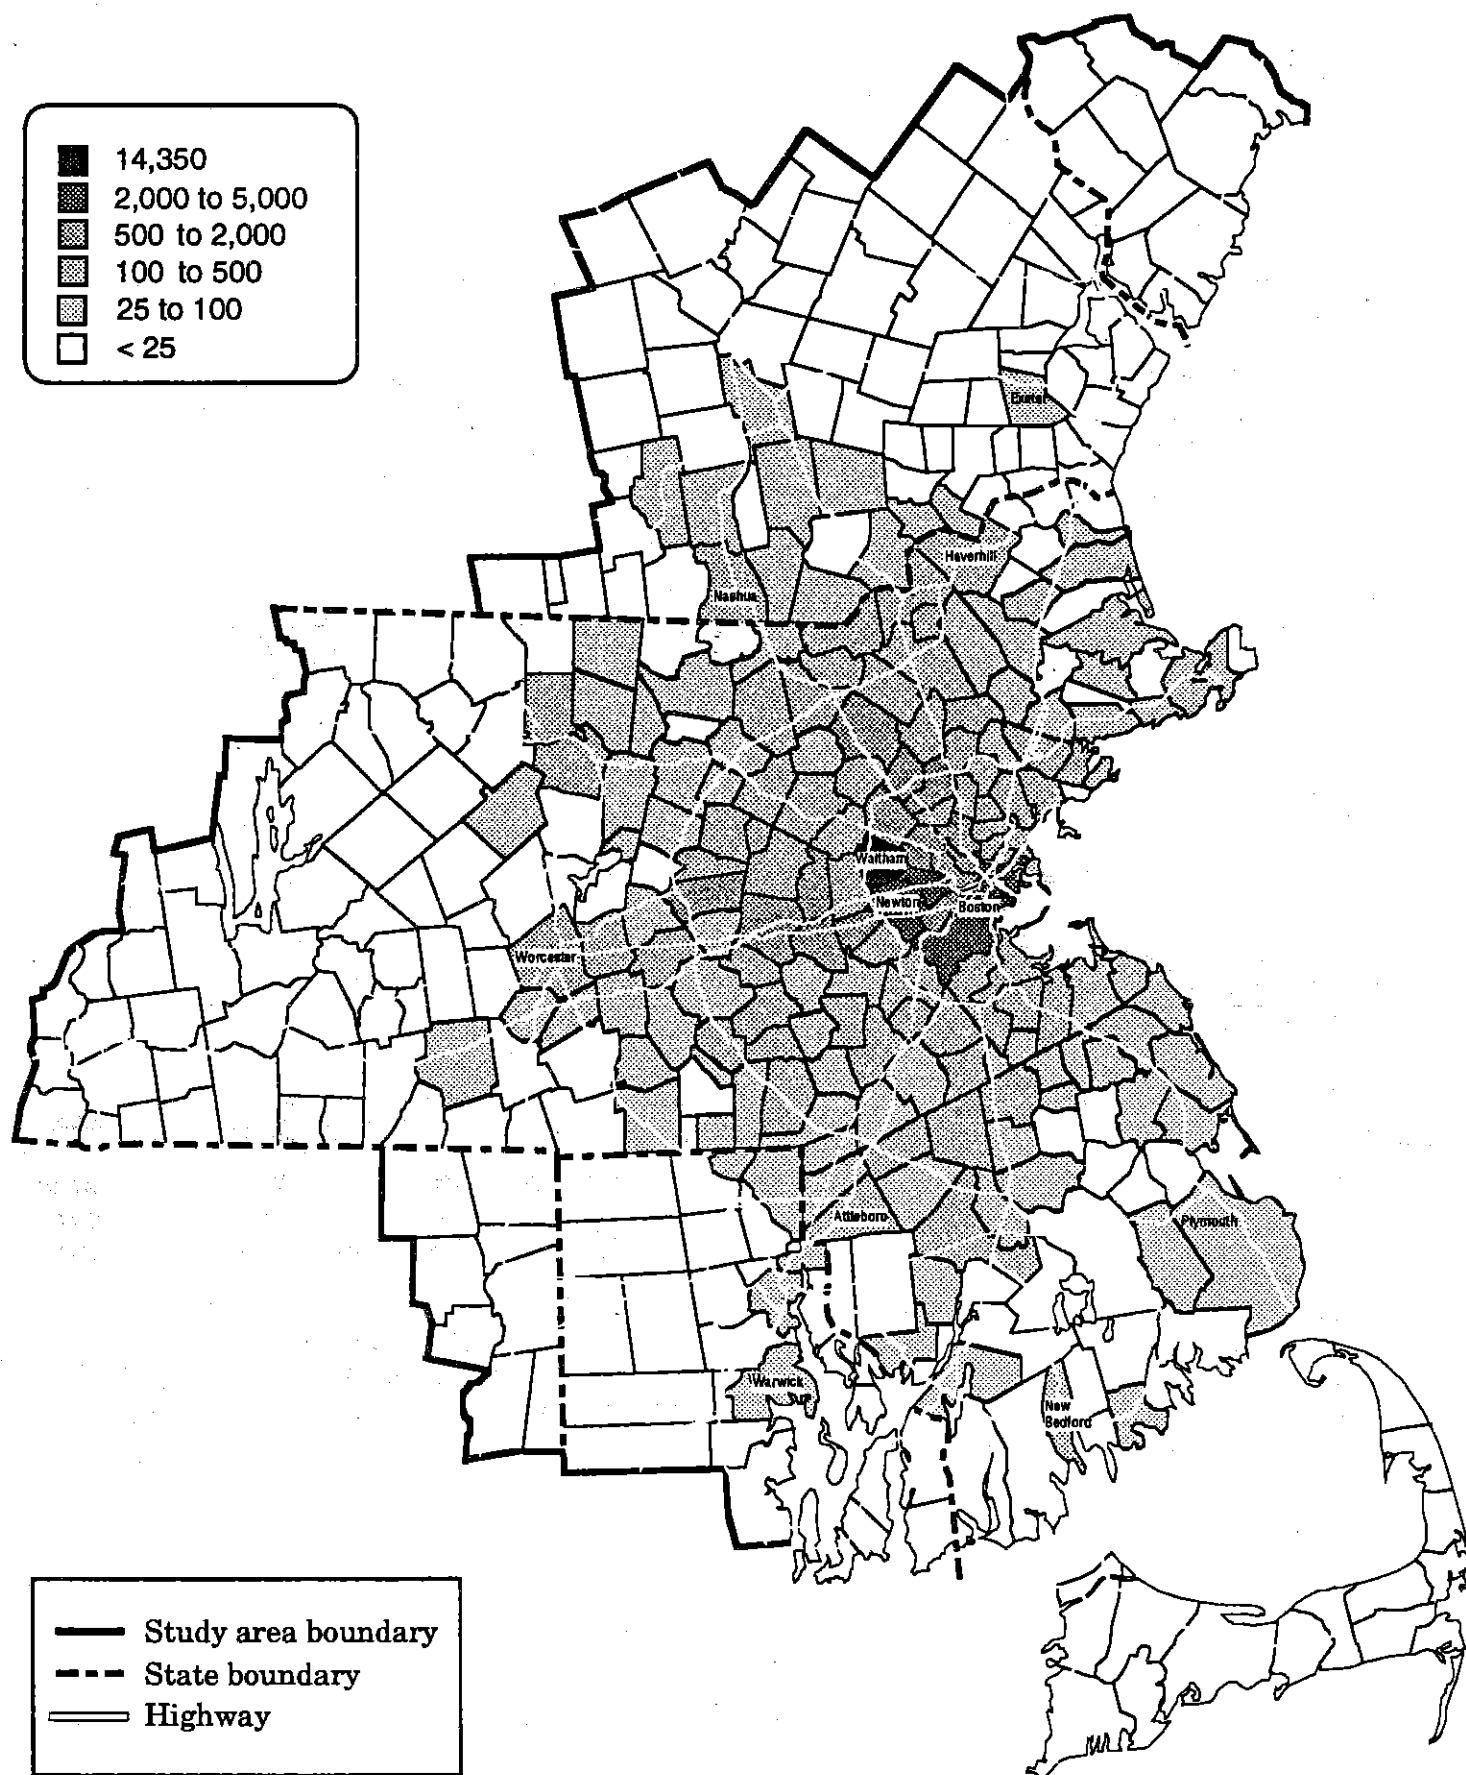 14,350
2,000 to 5,000
500 to 2,000
100 to 500
25 to 100
< 25
Exeter
Haverhill
Nashua
Waltham
Newton
Boston
Worcester
Attleboro
Plymouth
Warwick
New
Bedford
Study area boundary
State boundary
Highway